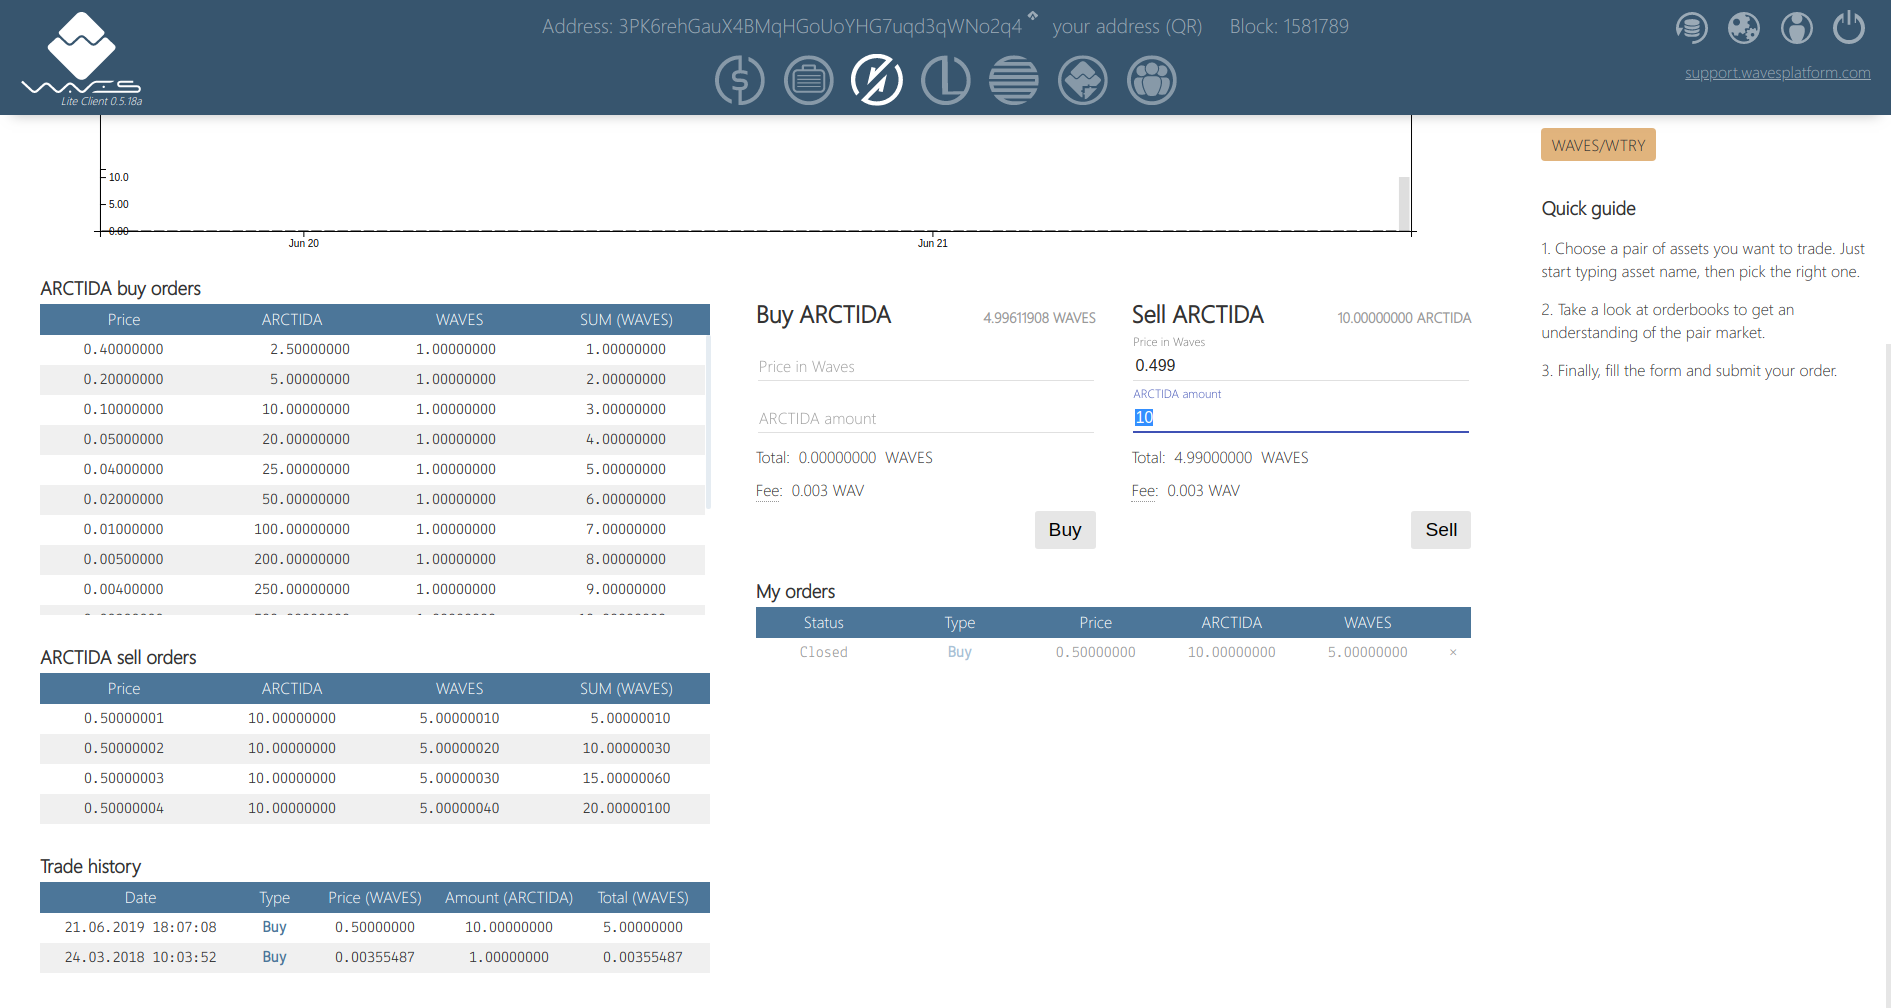 Address: 3PK6rehGauX4BMqHGoUoYHG7uqd3qWNo2q4 your address (QR) Block: 1581789
WAVES
Lite Client 0.5.18a
support.wavesplatform.com
10.0
5.00
0.00
Jun 20 Jun 21
WAVES/WTRY
Quick guide
1. Choose a pair of assets you want to trade. Just
start typing asset name, then pick the right one.
2. Take a look at orderbooks to get an
understanding of the pair market.
3. Finally, fill the form and submit your order.
ARCTIDA buy orders
Price ARCTIDA WAVES SUM (WAVES)
0.40000000 2.50000000 1.00000000 1.00000000
0.20000000 5.00000000 1.00000000 2.00000000
0.10000000 10.00000000 1.00000000 3.00000000
0.05000000 20.00000000 1.00000000 4.00000000
0.04000000 25.00000000 1.00000000 5.00000000
0.02000000 50.00000000 1.00000000 6.00000000
0.01000000 100.00000000 1.00000000 7.00000000
0.00500000 200.00000000 1.00000000 8.00000000
0.00400000 250.00000000 1.00000000 9.00000000
ARCTIDA sell orders
Price ARCTIDA WAVES SUM (WAVES)
0.50000001 10.00000000 5.00000010 5.00000010
0.50000002 10.00000000 5.00000020 10.00000030
0.50000003 10.00000000 5.00000030 15.00000060
0.50000004 10.00000000 5.00000040 20.00000100
Trade history
Date Type Price (WAVES) Amount (ARCTIDA) Total (WAVES)
21.06.2019 18:07:08 Buy 0.50000000 10.00000000 5.00000000
24.03.2018 10:03:52 Buy 0.00355487 1.00000000 0.00355487
Buy ARCTIDA 4.99611908 WAVES
Price in Waves
ARCTIDA amount
Total: 0.00000000 WAVES
Fee: 0.003 WAV
Buy
Sell ARCTIDA 10.00000000 ARCTIDA
Price in Waves
0.499
ARCTIDA amount
10
Total: 4.99000000 WAVES
Fee: 0.003 WAV
Sell
My orders
Status Type Price ARCTIDA WAVES
Closed Buy 0.50000000 10.00000000 5.00000000 ×